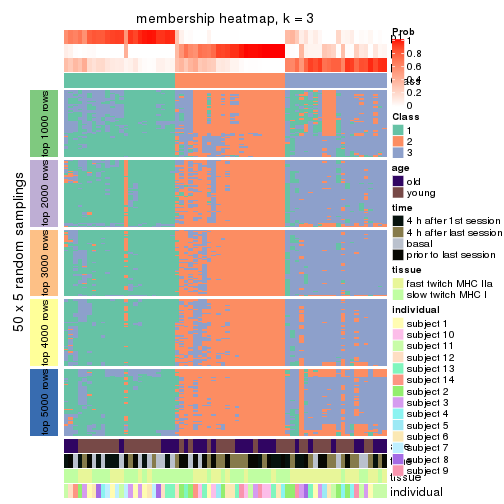 membership heatmap, k = 3
50 x 5 random samplings
top 1000 rows
top 2000 rows
top 3000 rows
top 4000 rows
top 5000 rows
Prob
1
0.8
0.6
0.4
0.2
0
Class
1
2
3
age
old
young
time
4 h after 1st session
4 h after last session
basal
prior to last session
tissue
fast twitch MHC IIa
slow twitch MHC I
individual
subject 1
subject 10
subject 11
subject 12
subject 13
subject 14
subject 2
subject 3
subject 4
subject 5
subject 6
subject 7
subject 8
subject 9
tissue
individual